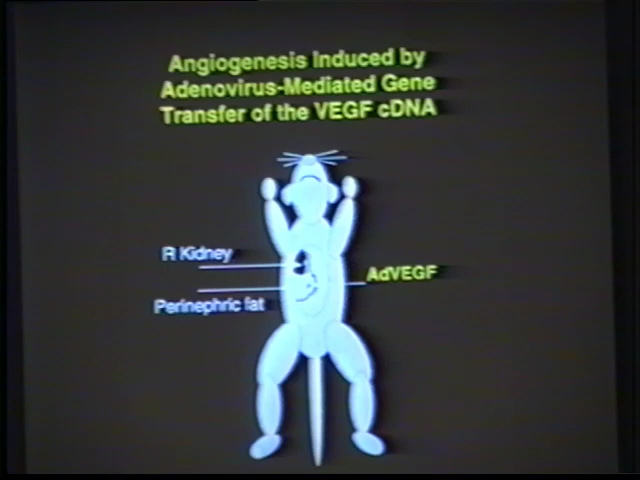 Angiogenesis Induced by
Adenovirus-Mediated Gene
Transfer of the VEGF cDNA
R Kidney
AdVEGF
Perinephric fat